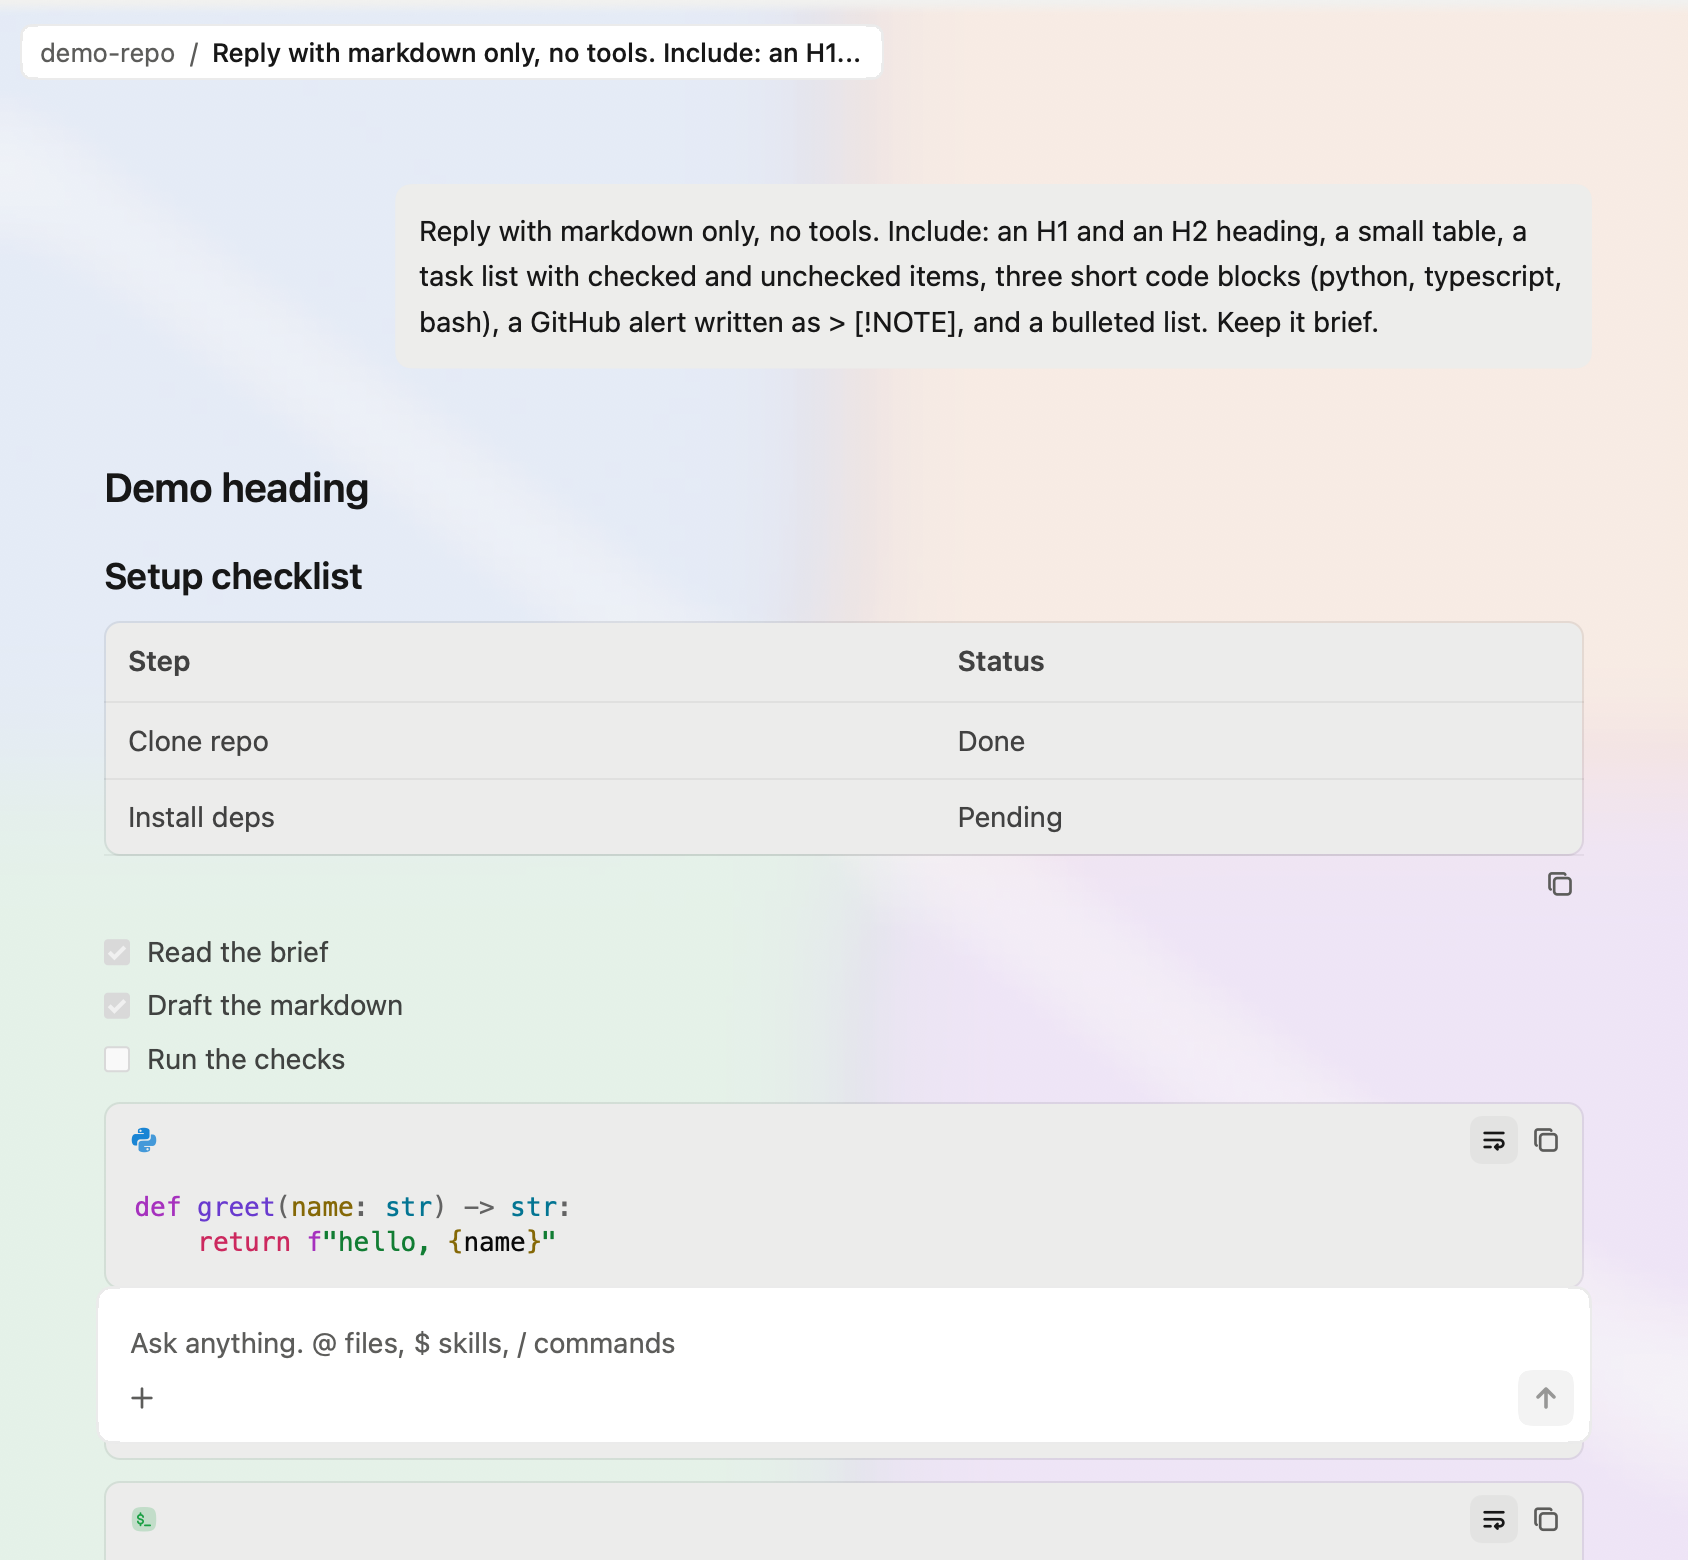 demo-repo / Reply with markdown only, no tools. Include: an H1...
Reply with markdown only, no tools. Include: an H1 and an H2 heading, a small table, a
task list with checked and unchecked items, three short code blocks (python, typescript,
bash), a GitHub alert written as > [!NOTE], and a bulleted list. Keep it brief.
Demo heading
Setup checklist
Step Status
Clone repo Done
Install deps Pending
Read the brief
Draft the markdown
Run the checks
def greet(name: str) -> str:
    return f"hello, {name}"
Ask anything. @ files, $ skills, / commands
$_